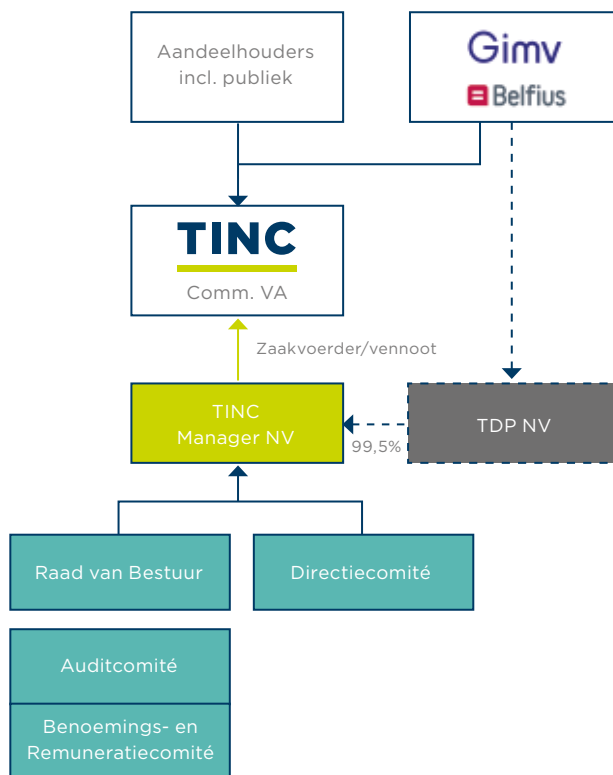 Aandeelhouders
incl. publiek
Gimv
Belfius
TINC
Comm. VA
Zaakvoerder/vennoot
TINC
Manager NV
99,5%
TDP NV
Raad van Bestuur
Directiecomité
Auditcomité
Benoemings- en
Remuneratiecomité